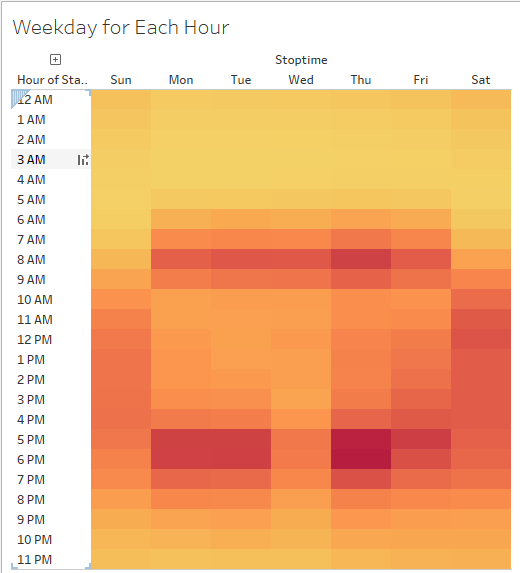 Weekday for Each Hour
Stoptime
Hour of Sta.. Sun Mon Tue Wed Thu Fri Sat
12 AM
1 AM
2 AM
3 AM
4 AM
5 AM
6 AM
7 AM
8 AM
9 AM
10 AM
11 AM
12 PM
1 PM
2 PM
3 PM
4 PM
5 PM
6 PM
7 PM
8 PM
9 PM
10 PM
11 PM